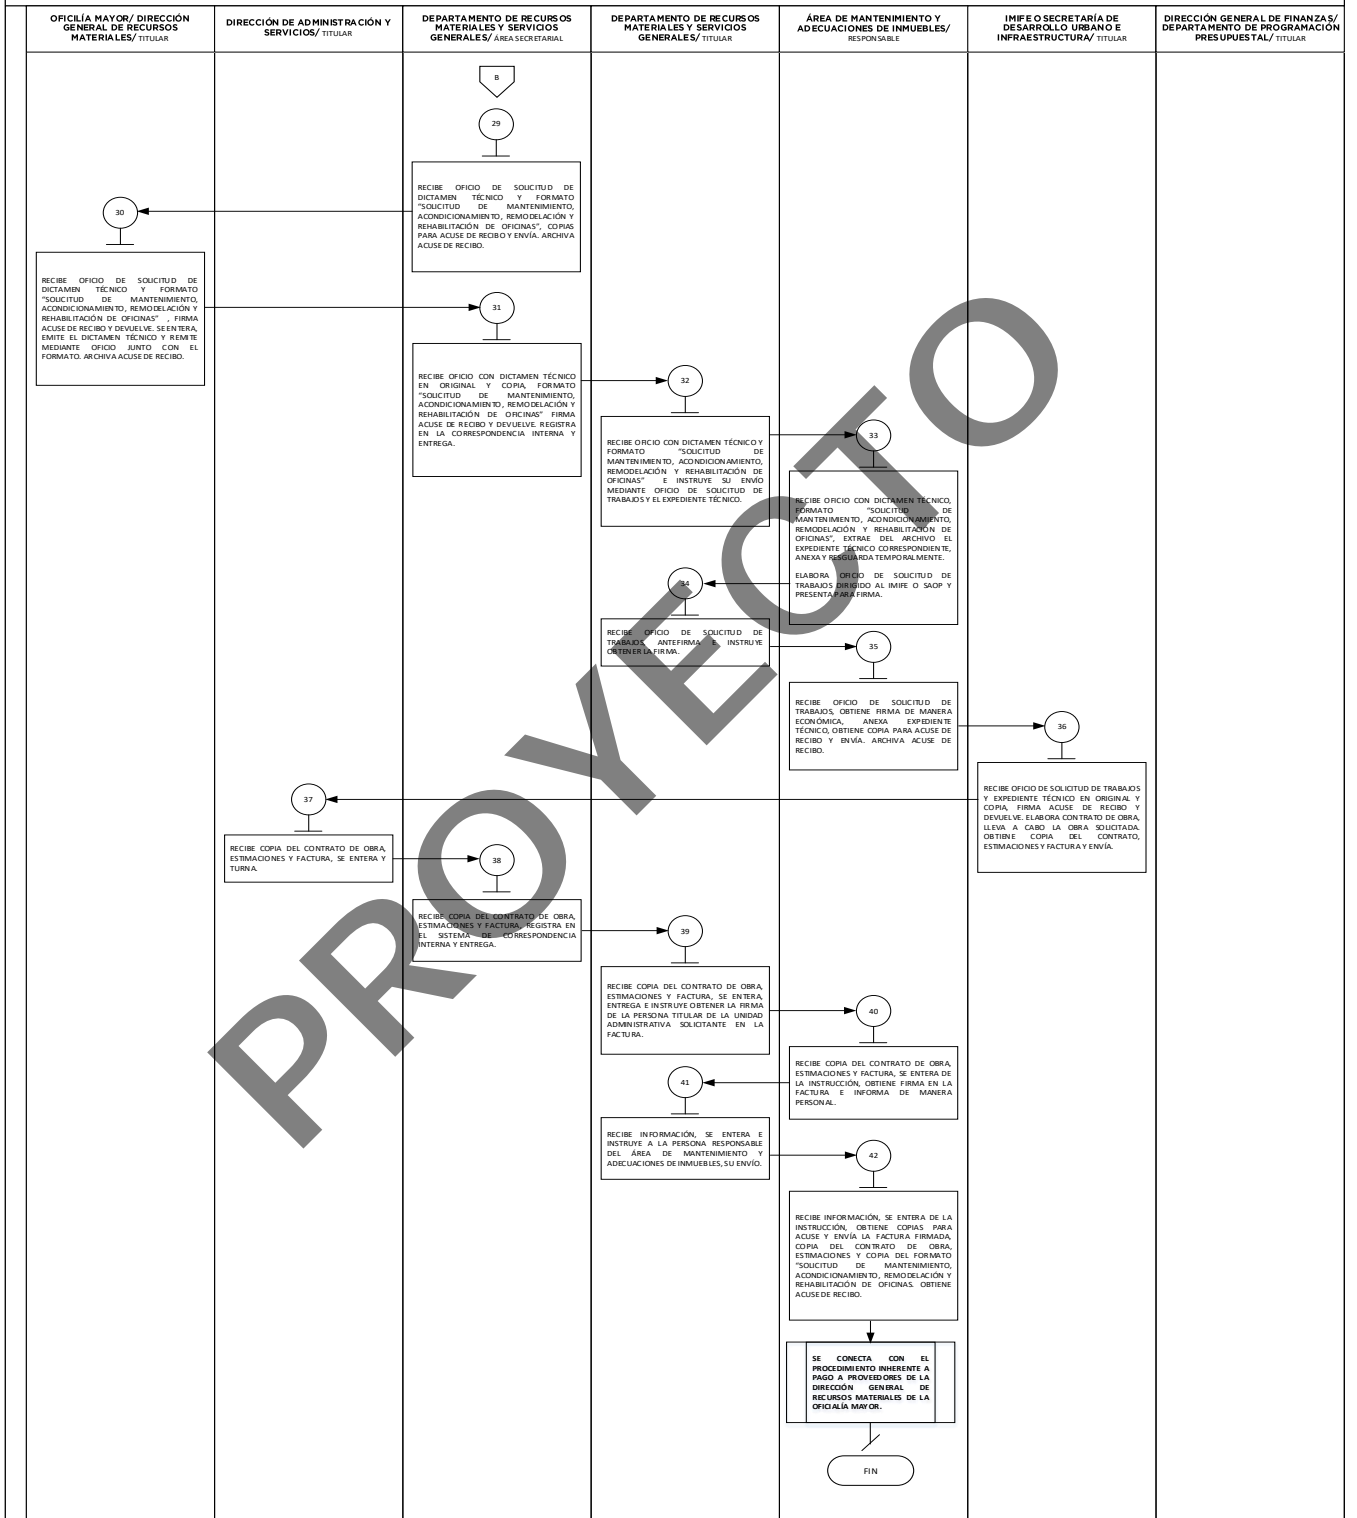 OFICILÍA MAYOR/ DIRECCIÓN
GENERAL DE RECURSOS
MATERIALES/ TITULAR
DIRECCIÓN DE ADMINISTRACIÓN Y
SERVICIOS/ TITULAR
DEPARTAMENTO DE RECURSOS
MATERIALES Y SERVICIOS
GENERALES/ ÁREA SECRETARIAL
DEPARTAMENTO DE RECURSOS
MATERIALES Y SERVICIOS
GENERALES/ TITULAR
ÁREA DE MANTENIMIENTO Y
ADECUACIONES DE INMUEBLES/
RESPONSABLE
IMIFE O SECRETARÍA DE
DESARROLLO URBANO E
INFRAESTRUCTURA/ TITULAR
DIRECCIÓN GENERAL DE FINANZAS/
DEPARTAMENTO DE PROGRAMACIÓN
PRESUPUESTAL/ TITULAR
B
29
RECIBE OFICIO DE SOLICITUD DE
DICTAMEN TÉCNICO Y FORMATO
"SOLICITUD DE MANTENIMIENTO,
ACONDICIONAMIENTO, REMODELACIÓN Y
REHABILITACIÓN DE OFICINAS", COPIAS
PARA ACUSE DE RECIBO Y ENVÍA. ARCHIVA
ACUSE DE RECIBO.
30
RECIBE OFICIO DE SOLICITUD DE
DICTAMEN TÉCNICO Y FORMATO
"SOLICITUD DE MANTENIMIENTO,
ACONDICIONAMIENTO, REMODELACIÓN Y
REHABILITACIÓN DE OFICINAS" , FIRMA
ACUSE DE RECIBO Y DEVUELVE. SE ENTERA,
EMITE EL DICTAMEN TÉCNICO Y REMITE
MEDIANTE OFICIO JUNTO CON EL
FORMATO. ARCHIVA ACUSE DE RECIBO.
31
RECIBE OFICIO CON DICTAMEN TÉCNICO
EN ORIGINAL Y COPIA, FORMATO
"SOLICITUD DE MANTENIMIENTO,
ACONDICIONAMIENTO, REMODELACIÓN Y
REHABILITACIÓN DE OFICINAS" FIRMA
ACUSE DE RECIBO Y DEVUELVE. REGISTRA
EN LA CORRESPONDENCIA INTERNA Y
ENTREGA.
32
RECIBE OFICIO CON DICTAMEN TÉCNICO Y
FORMATO "SOLICITUD DE
MANTENIMIENTO, ACONDICIONAMIENTO,
REMODELACIÓN Y REHABILITACIÓN DE
OFICINAS" E INSTRUYE SU ENVÍO
MEDIANTE OFICIO DE SOLICITUD DE
TRABAJOS Y EL EXPEDIENTE TÉCNICO.
33
RECIBE OFICIO CON DICTAMEN TÉCNICO,
FORMATO "SOLICITUD DE
MANTENIMIENTO, ACONDICIONAMIENTO,
REMODELACIÓN Y REHABILITACIÓN DE
OFICINAS", EXTRAE DEL ARCHIVO EL
EXPEDIENTE TÉCNICO CORRESPONDIENTE,
ANEXA Y RESGUARDA TEMPORALMENTE.
ELABORA OFICIO DE SOLICITUD DE
TRABAJOS DIRIGIDO AL IMIFE O SAOP Y
PRESENTA PARA FIRMA.
34
RECIBE OFICIO DE SOLICITUD DE
TRABAJOS, ANTEFIRMA E INSTRUYE
OBTENER LA FIRMA.
35
RECIBE OFICIO DE SOLICITUD DE
TRABAJOS, OBTIENE FIRMA DE MANERA
ECONÓMICA, ANEXA EXPEDIENTE
TÉCNICO, OBTIENE COPIA PARA ACUSE DE
RECIBO Y ENVÍA. ARCHIVA ACUSE DE
RECIBO.
36
RECIBE OFICIO DE SOLICITUD DE TRABAJOS
Y EXPEDIENTE TÉCNICO EN ORIGINAL Y
COPIA, FIRMA ACUSE DE RECIBO Y
DEVUELVE. ELABORA CONTRATO DE OBRA,
LLEVA A CABO LA OBRA SOLICITADA.
OBTIENE COPIA DEL CONTRATO,
ESTIMACIONES Y FACTURA Y ENVÍA.
37
RECIBE COPIA DEL CONTRATO DE OBRA,
ESTIMACIONES Y FACTURA, SE ENTERA Y
TURNA.
38
RECIBE COPIA DEL CONTRATO DE OBRA,
ESTIMACIONES Y FACTURA, REGISTRA EN
EL SISTEMA DE CORRESPONDENCIA
INTERNA Y ENTREGA.
39
RECIBE COPIA DEL CONTRATO DE OBRA,
ESTIMACIONES Y FACTURA, SE ENTERA,
ENTREGA E INSTRUYE OBTENER LA FIRMA
DE LA PERSONA TITULAR DE LA UNIDAD
ADMINISTRATIVA SOLICITANTE EN LA
FACTURA.
40
RECIBE COPIA DEL CONTRATO DE OBRA,
ESTIMACIONES Y FACTURA, SE ENTERA DE
LA INSTRUCCIÓN, OBTIENE FIRMA EN LA
FACTURA E INFORMA DE MANERA
PERSONAL.
41
RECIBE INFORMACIÓN, SE ENTERA E
INSTRUYE A LA PERSONA RESPONSABLE
DEL ÁREA DE MANTENIMIENTO Y
ADECUACIONES DE INMUEBLES, SU ENVÍO.
42
RECIBE INFORMACIÓN, SE ENTERA DE LA
INSTRUCCIÓN, OBTIENE COPIAS PARA
ACUSE Y ENVÍA LA FACTURA FIRMADA,
COPIA DEL CONTRATO DE OBRA,
ESTIMACIONES Y COPIA DEL FORMATO
"SOLICITUD DE MANTENIMIENTO,
ACONDICIONAMIENTO, REMODELACIÓN Y
REHABILITACIÓN DE OFICINAS. OBTIENE
ACUSE DE RECIBO.
SE CONECTA CON EL
PROCEDIMIENTO INHERENTE A
PAGO A PROVEEDORES DE LA
DIRECCIÓN GENERAL DE
RECURSOS MATERIALES DE LA
OFICIALÍA MAYOR.
FIN
PROYECTO